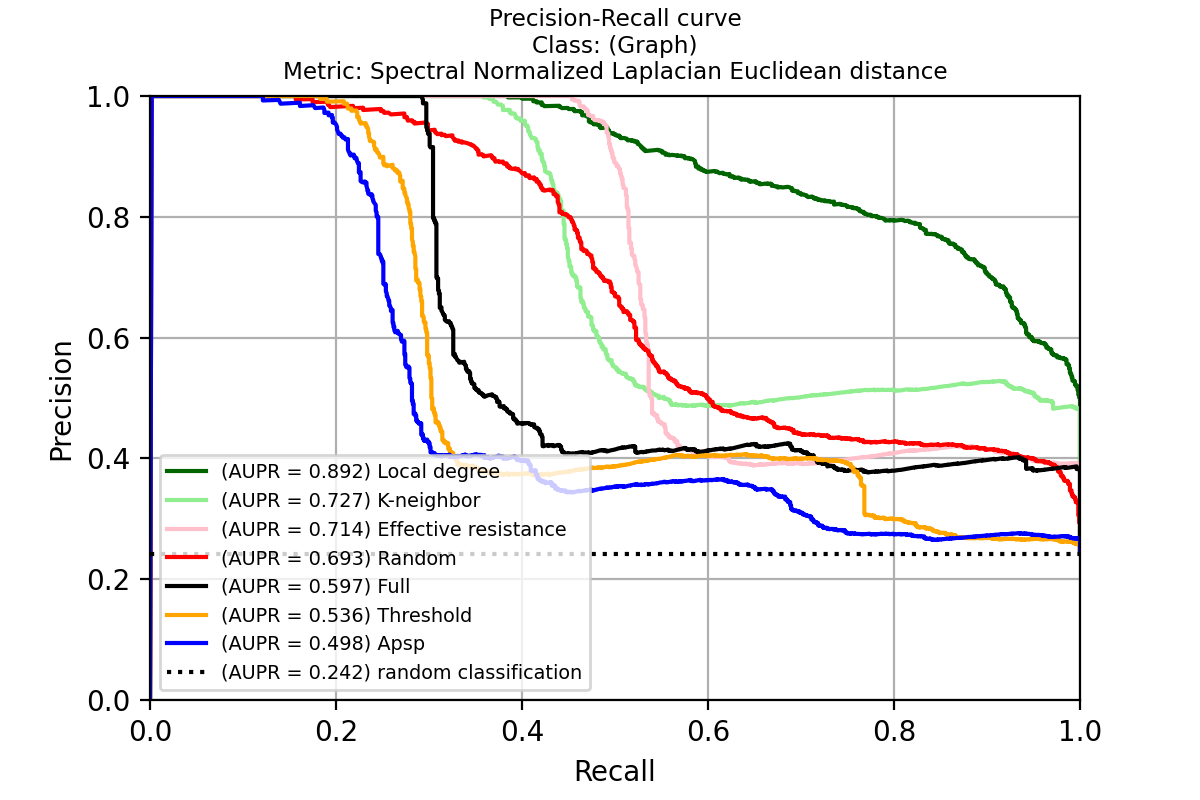 Precision-Recall curve
Class: (Graph)
Metric: Spectral Normalized Laplacian Euclidean distance
1.0
0.8
0.6
0.4
0.2
0.0
Precision
(AUPR = 0.892) Local degree
(AUPR = 0.727) K-neighbor
(AUPR = 0.714) Effective resistance
(AUPR = 0.693) Random
(AUPR = 0.597) Full
(AUPR = 0.536) Threshold
(AUPR = 0.498) Apsp
(AUPR = 0.242) random classification
0.0 0.2 0.4 0.6 0.8 1.0
Recall